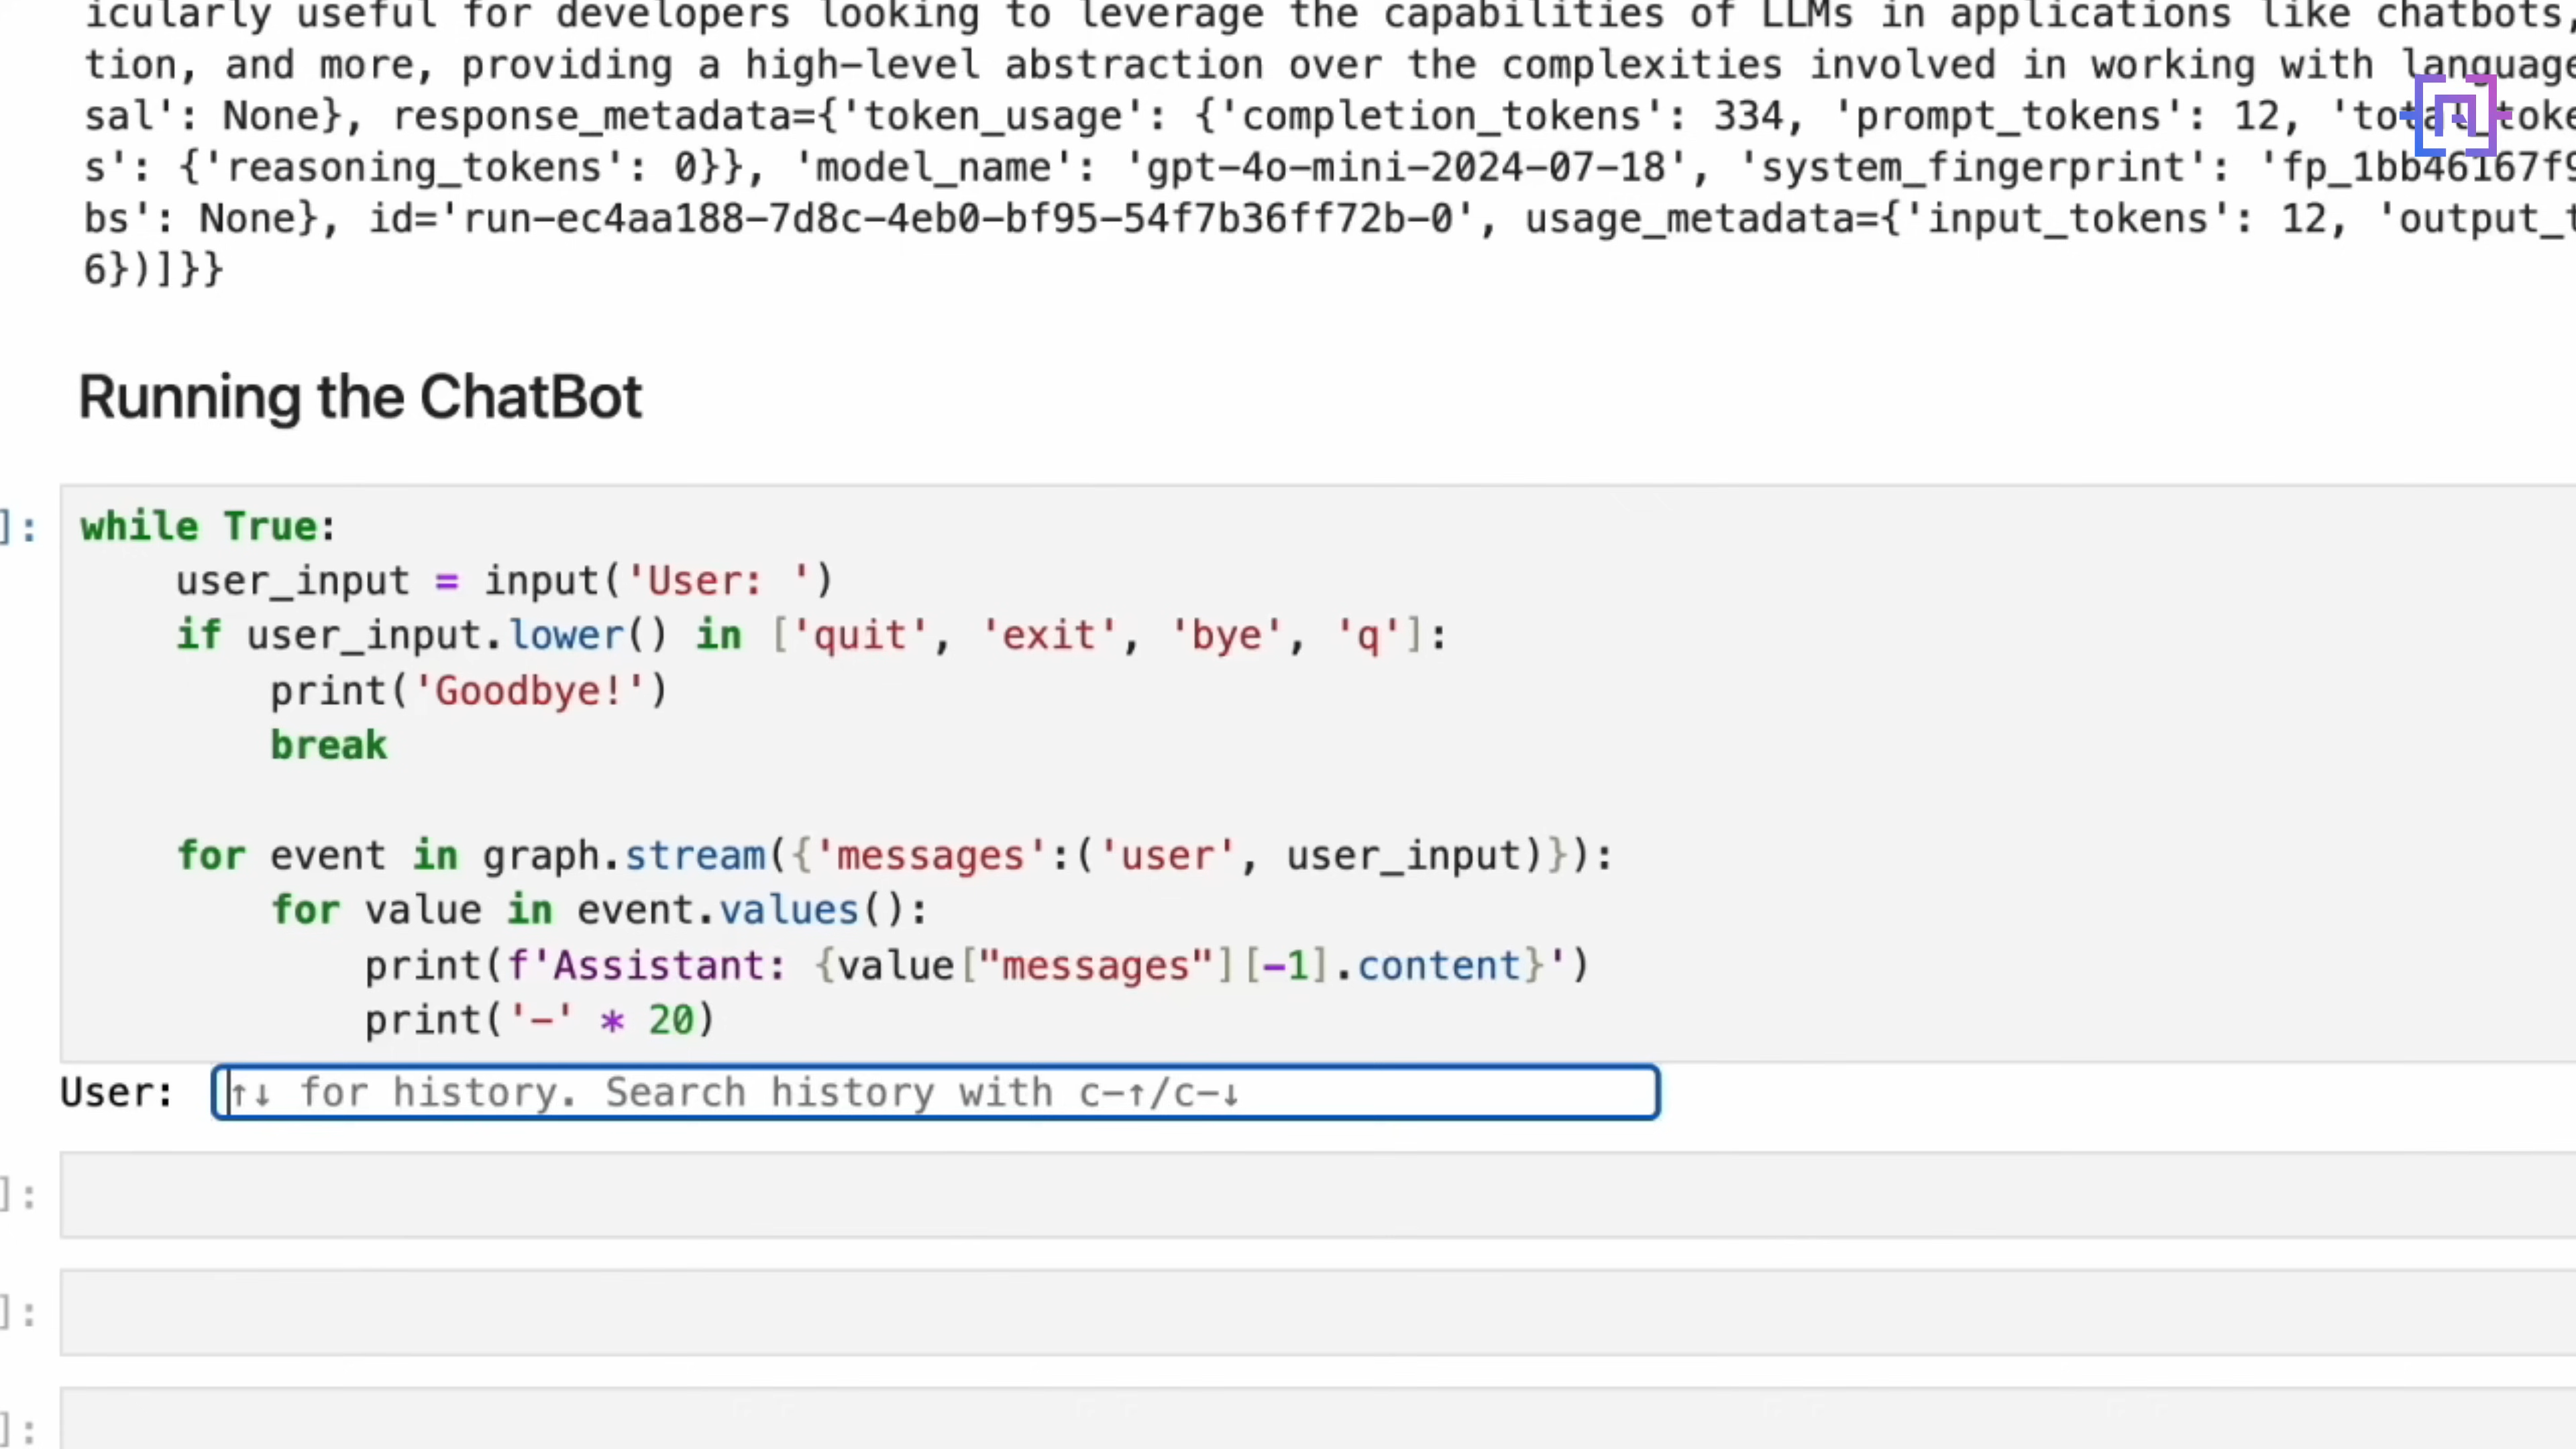 icularly useful for developers looking to leverage the capabilities of LLMs in applications like chatbots,
tion, and more, providing a high-level abstraction over the complexities involved in working with language
sal': None}, response_metadata={'token_usage': {'completion_tokens': 334, 'prompt_tokens': 12, 'total_toke
s': {'reasoning_tokens': 0}}, 'model_name': 'gpt-4o-mini-2024-07-18', 'system_fingerprint': 'fp_1bb46167f9
bs': None}, id='run-ec4aa188-7d8c-4eb0-bf95-54f7b36ff72b-0', usage_metadata={'input_tokens': 12, 'output_t
6})]}}
Running the ChatBot
]:
while True:
    user_input = input('User: ')
    if user_input.lower() in ['quit', 'exit', 'bye', 'q']:
        print('Goodbye!')
        break
    for event in graph.stream({'messages':('user', user_input)}):
        for value in event.values():
            print(f'Assistant: {value["messages"][-1].content}')
            print('-' * 20)
User: ↑↓ for history. Search history with c-↑/c-↓
]:
]:
]: